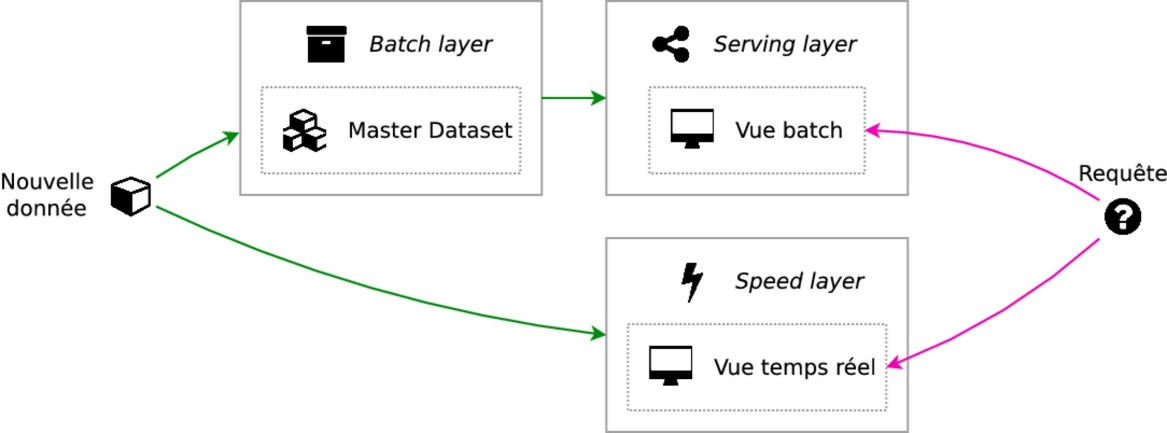 Batch layer
Master Dataset
Serving layer
Vue batch
Nouvelle
donnée
Requête
?
Speed layer
Vue temps réel